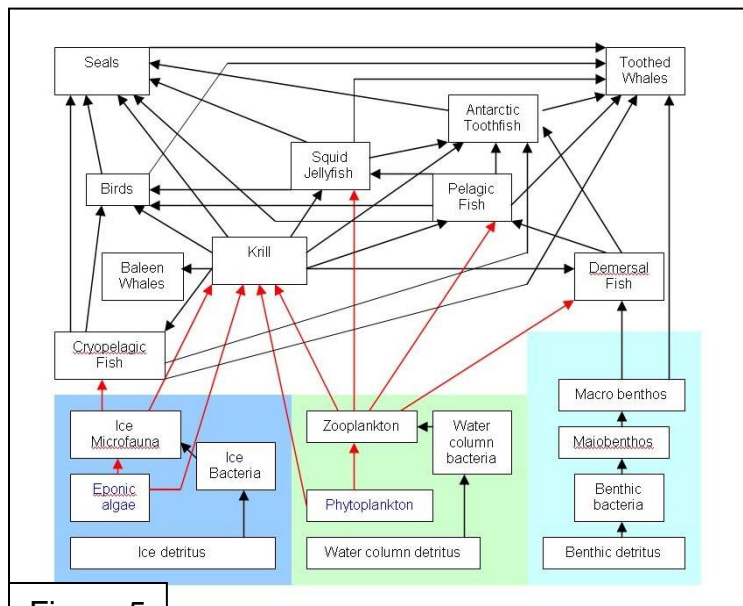 Seals
Toothed
Whales
Antarctic
Toothfish
Squid
Jellyfish
Birds
Pelagic
Fish
Krill
Baleen
Whales
Demersal
Fish
Cryopelagic
Fish
Macro benthos
Ice
Microfauna
Zooplankton
Water
column
bacteria
Maiobenthos
Ice
Bacteria
Eponic
algae
Phytoplankton
Benthic
bacteria
Ice detritus
Water column detritus
Benthic detritus
Figure 5